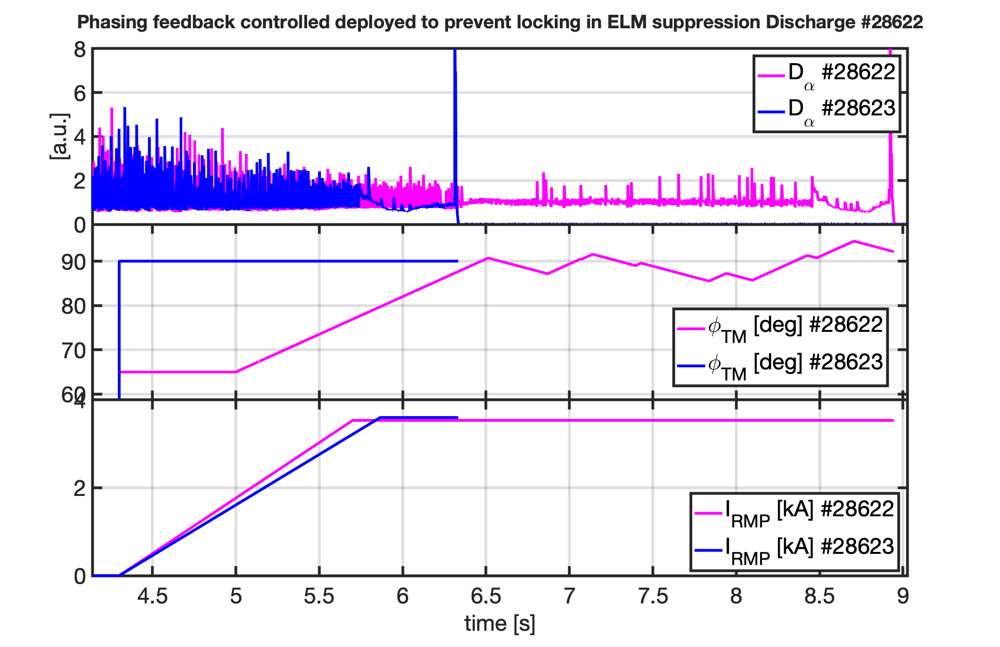 Phasing feedback controlled deployed to prevent locking in ELM suppression Discharge #28622
8
6
4
2
0
[a.u.]
Dα #28622
Dα #28623
90
80
70
60
ϕTM [deg] #28622
ϕTM [deg] #28623
4
2
0
IRMP [kA] #28622
IRMP [kA] #28623
4.5 5 5.5 6 6.5 7 7.5 8 8.5 9
time [s]